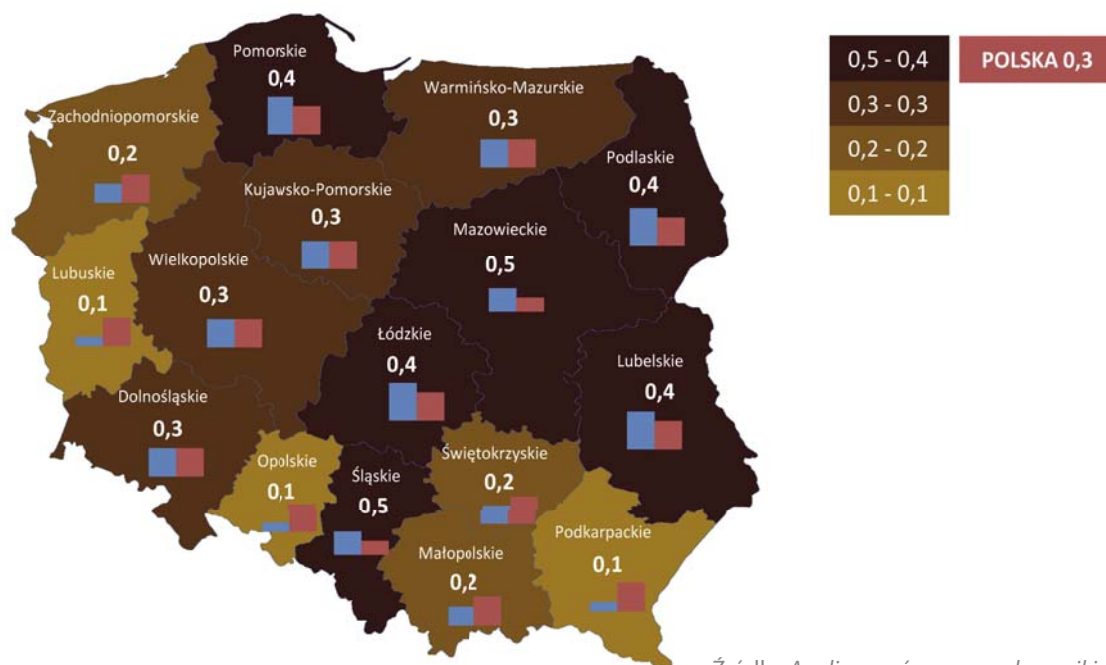 Pomorskie
0,4
Warmińsko-Mazurskie
0,3
Zachodniopomorskie
0,2
Podlaskie
0,4
Kujawsko-Pomorskie
0,3
Mazowieckie
0,5
Lubuskie
0,1
Wielkopolskie
0,3
Łódzkie
0,4
Lubelskie
0,4
Dolnośląskie
0,3
Opolskie
0,1
Śląskie
0,5
Świętokrzyskie
0,2
Małopolskie
0,2
Podkarpackie
0,1
0,5 - 0,4
0,3 - 0,3
0,2 - 0,2
0,1 - 0,1
POLSKA 0,3